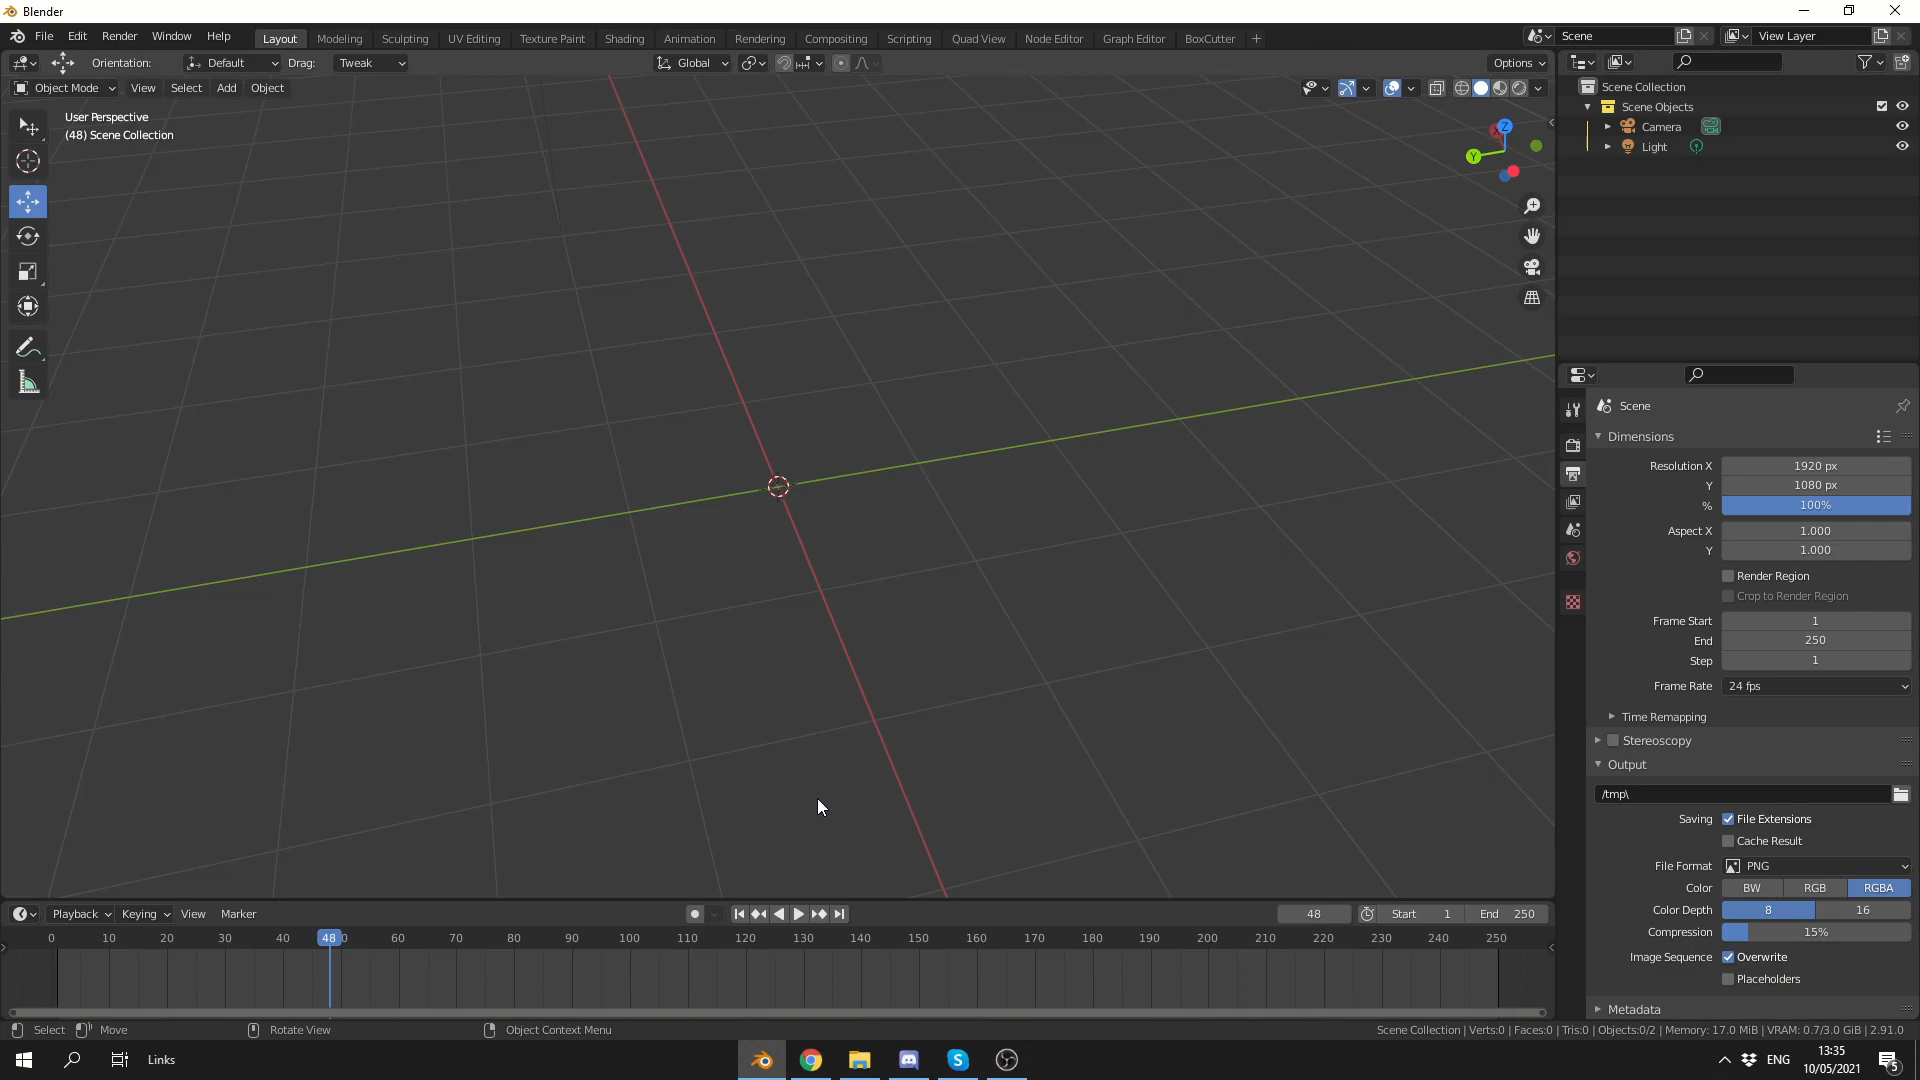 Blender
File Edit Render Window Help Layout Modeling Sculpting UV Editing Texture Paint Shading Animation Rendering Compositing Scripting Quad View Node Editor Graph Editor BoxCutter + Scene View Layer
Orientation: Default Drag: Tweak Global Options
Object Mode View Select Add Object
User Perspective
(48) Scene Collection
X Z
Y
Scene Collection
Scene Objects
Camera
Light
Scene
Dimensions
Resolution X 1920 px
Y 1080 px
% 100%
Aspect X 1.000
Y 1.000
Render Region
Crop to Render Region
Frame Start 1
End 250
Step 1
Frame Rate 24 fps
Time Remapping
Stereoscopy
Output
/tmp\
Saving File Extensions
Cache Result
File Format PNG
Color BW RGB RGBA
Color Depth 8 16
Compression 15%
Image Sequence Overwrite
Placeholders
Metadata
Playback Keying View Marker 48 Start 1 End 250
0 10 20 30 40 48 0 60 70 80 90 100 110 120 130 140 150 160 170 180 190 200 210 220 230 240 250
Select Move Rotate View Object Context Menu Scene Collection | Verts:0 | Faces:0 | Tris:0 | Objects:0/2 | Memory: 17.0 MiB | VRAM: 0.7/3.0 GiB | 2.91.0
Links ENG 13:35
10/05/2021 5